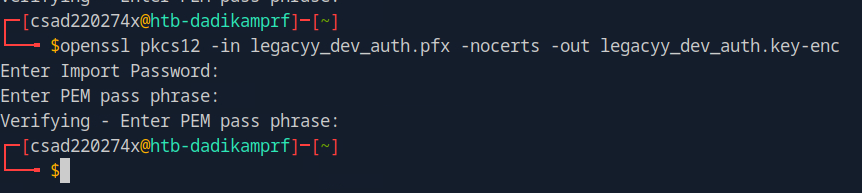 Verifying - Enter PEM pass phrase:
┌─[csad220274x@htb-dadikamprf]─[~]
└──╼ $openssl pkcs12 -in legacyy_dev_auth.pfx -nocerts -out legacyy_dev_auth.key-enc
Enter Import Password:
Enter PEM pass phrase:
Verifying - Enter PEM pass phrase:
┌─[csad220274x@htb-dadikamprf]─[~]
└──╼ $